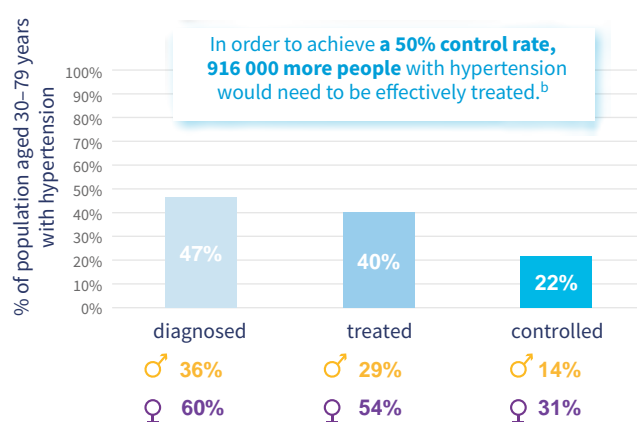 In order to achieve a 50% control rate,
916 000 more people with hypertension
would need to be effectively treated.b
% of population aged 30–79 years
with hypertension
100%
90%
80%
70%
60%
50%
40%
30%
20%
10%
0%
47%
40%
22%
diagnosed treated controlled
♂ 36% ♂ 29% ♂ 14%
♀ 60% ♀ 54% ♀ 31%